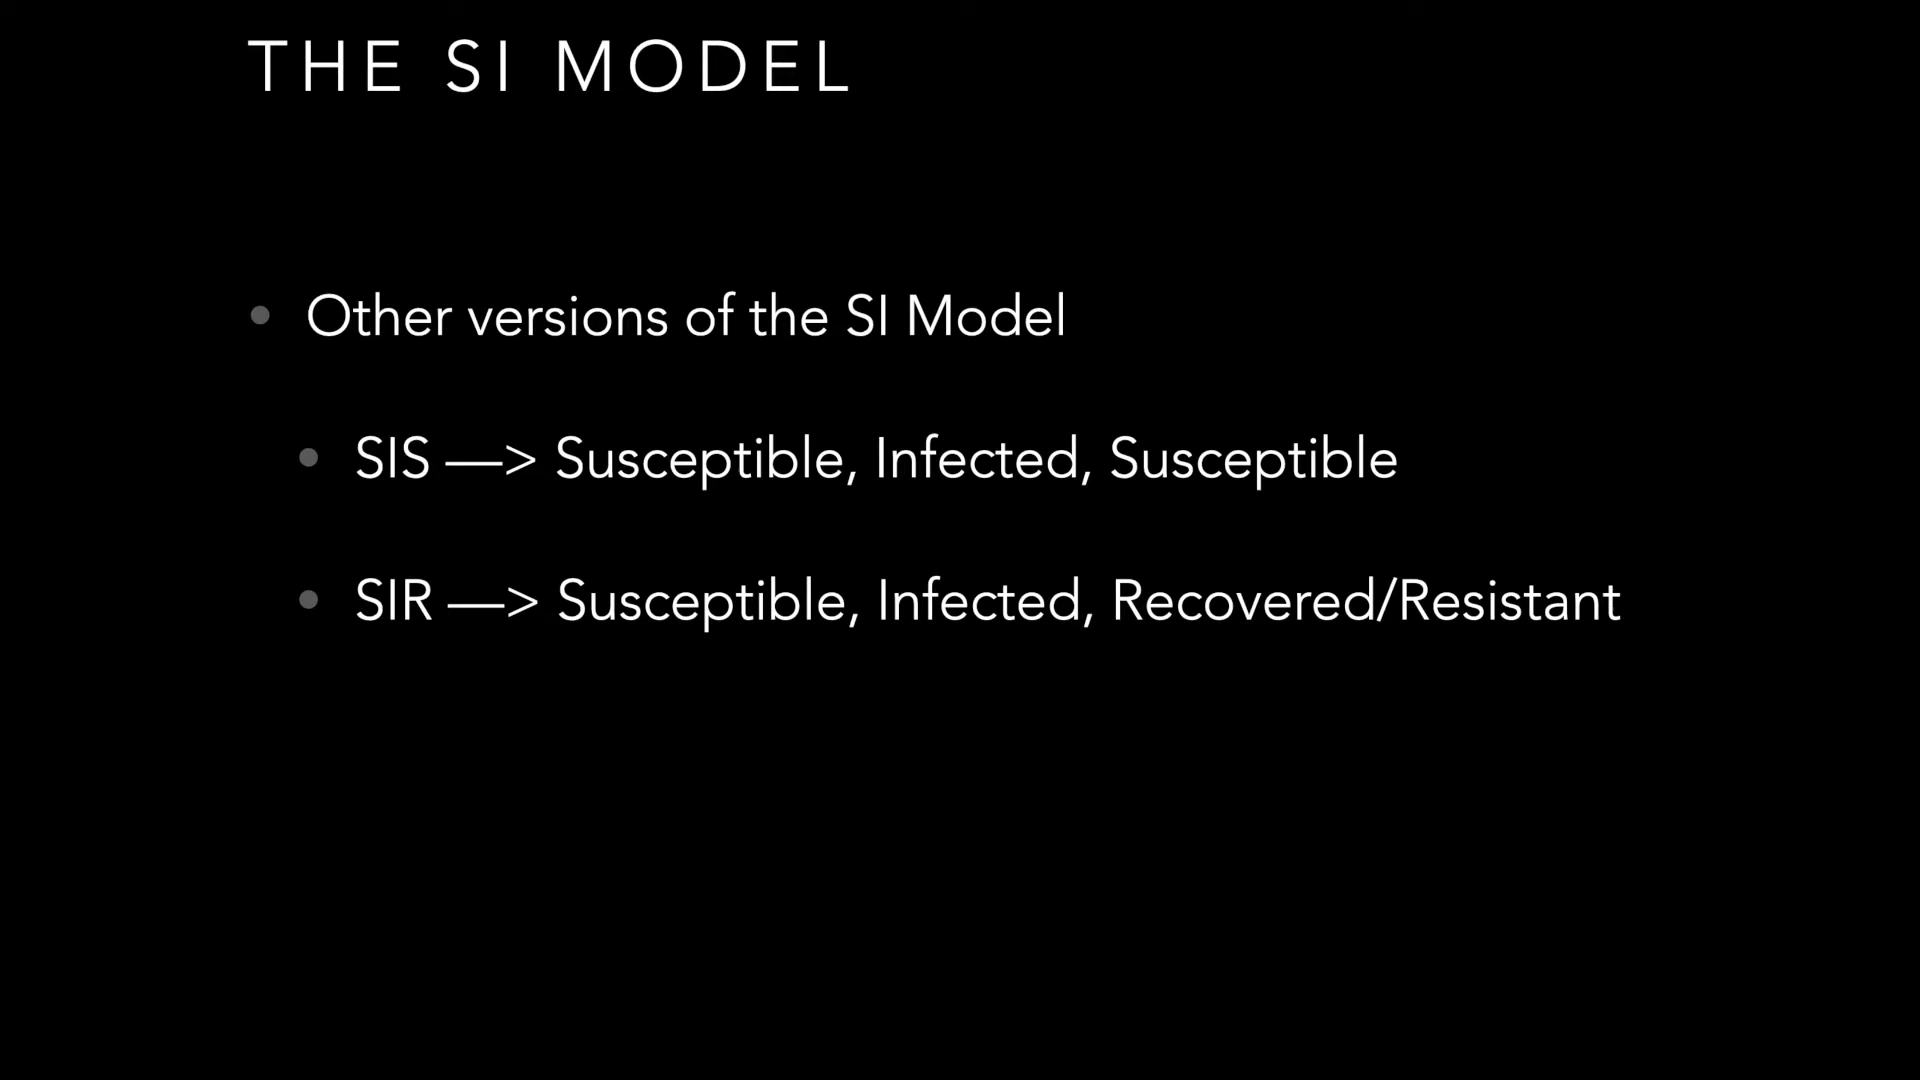 THE SI MODEL
• Other versions of the SI Model
• SIS —> Susceptible, Infected, Susceptible
• SIR —> Susceptible, Infected, Recovered/Resistant